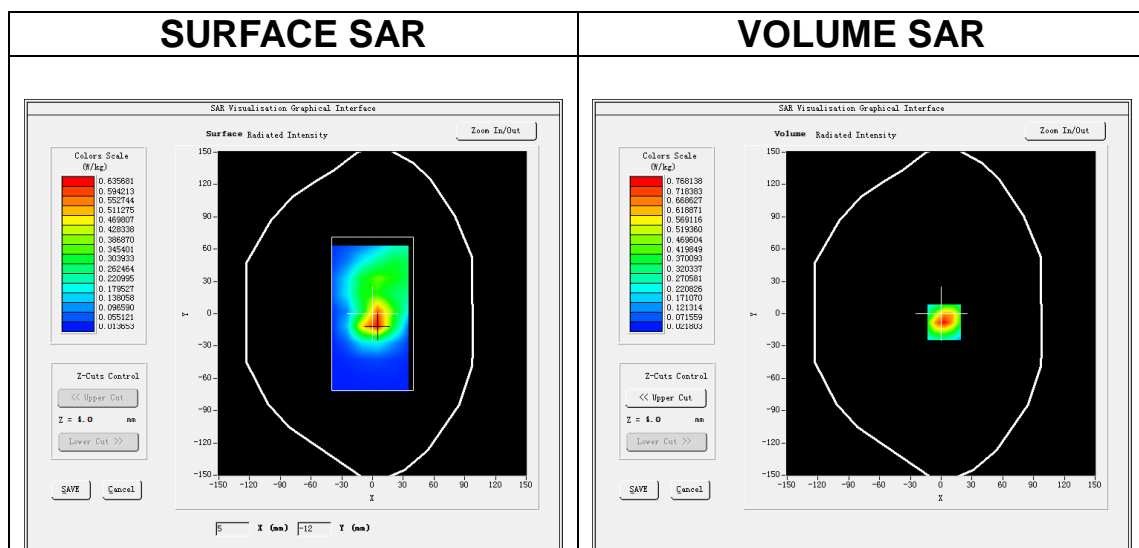 SURFACE SAR
SAR Visualisation Graphical Interface
Surface Radiated Intensity
Zoom In/Out
Colors Scale
(W/kg)
0.635681
0.594213
0.552744
0.511275
0.469807
0.428338
0.386870
0.345401
0.303933
0.262464
0.220995
0.179527
0.138058
0.096590
0.055121
0.013653
Z-Cuts Control
<< Upper Cut
Z = 4.0 mm
Lower Cut >>
SAVE Cancel
150
120
90
60
30
0
-30
-60
-90
-120
-150
Y
-150 -120 -90 -60 -30 0 30 60 90 120 150
X
5 X (mm) -12 Y (mm)
VOLUME SAR
SAR Visualisation Graphical Interface
Volume Radiated Intensity
Zoom In/Out
Colors Scale
(W/kg)
0.768138
0.718383
0.668627
0.618871
0.569116
0.519360
0.469604
0.419849
0.370093
0.320337
0.270581
0.220826
0.171070
0.121314
0.071559
0.021803
Z-Cuts Control
<< Upper Cut
Z = 4.0 mm
Lower Cut >>
SAVE Cancel
150
120
90
60
30
0
-30
-60
-90
-120
-150
Y
-150 -120 -90 -60 -30 0 30 60 90 120 150
X